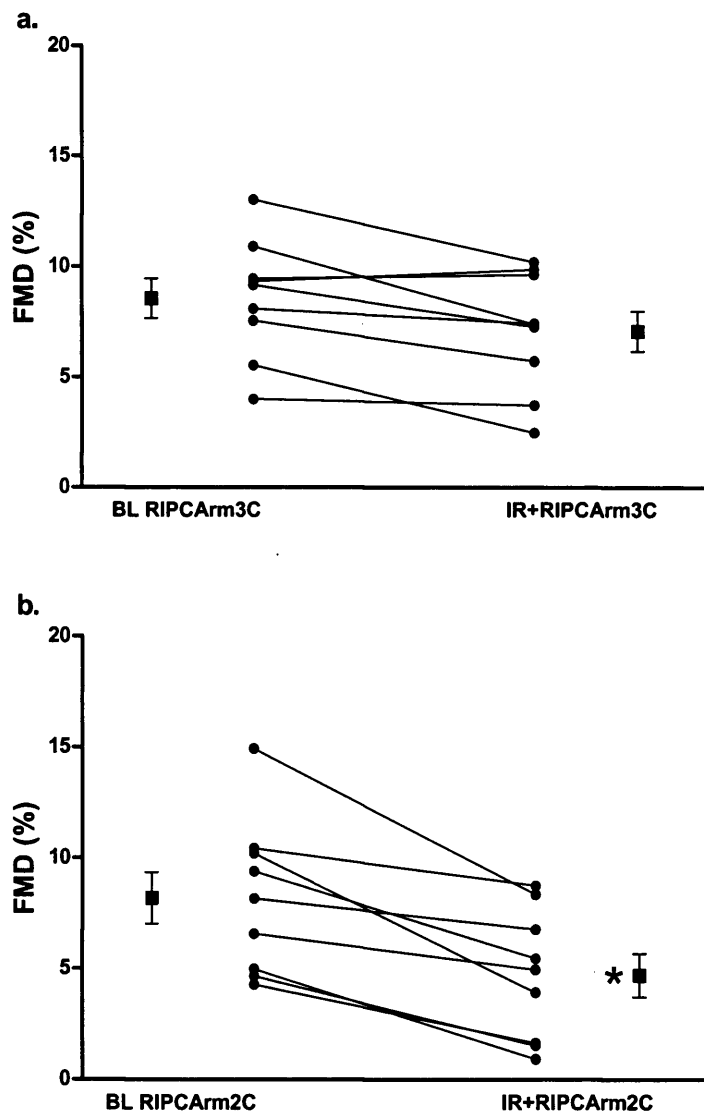 a.
20
15
10
5
0
FMD (%)
BL RIPCArm3C IR+RIPCArm3C
b.
20
15
10
5
0
FMD (%)
*
BL RIPCArm2C IR+RIPCArm2C